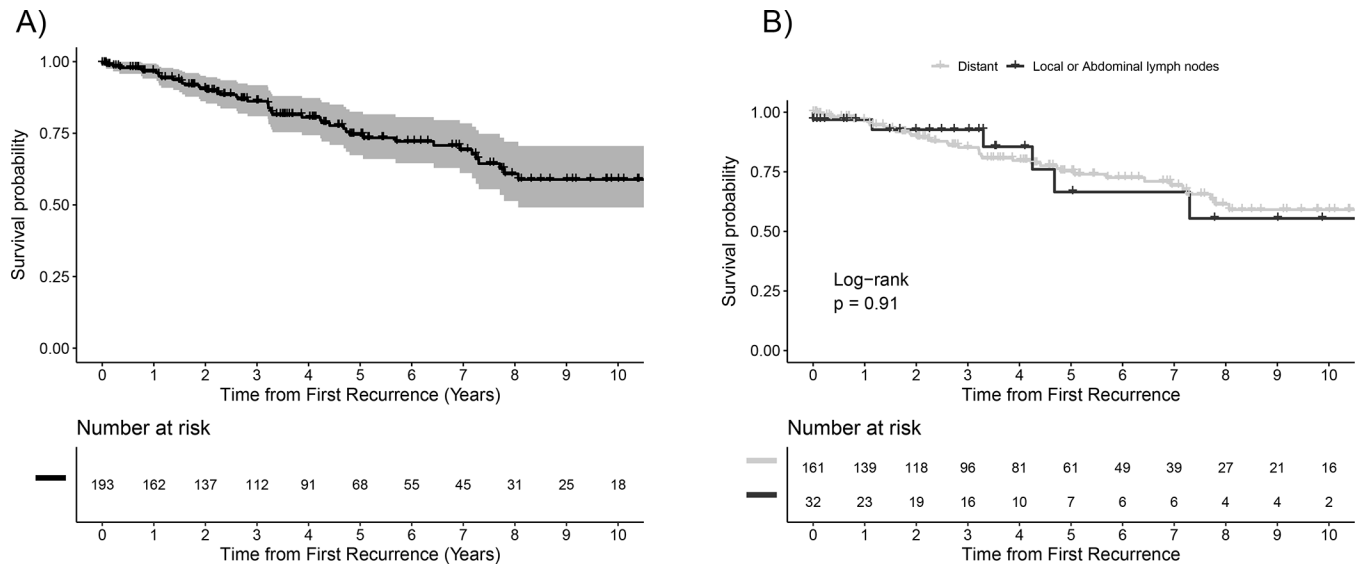 A)
1.00
0.75
0.50
0.25
0.00
Survival probability
0 1 2 3 4 5 6 7 8 9 10
Time from First Recurrence (Years)
Number at risk
193 162 137 112 91 68 55 45 31 25 18
0 1 2 3 4 5 6 7 8 9 10
Time from First Recurrence (Years)
B)
Distant Local or Abdominal lymph nodes
1.00
0.75
0.50
0.25
0.00
Survival probability
Log−rank
p = 0.91
0 1 2 3 4 5 6 7 8 9 10
Time from First Recurrence
Number at risk
161 139 118 96 81 61 49 39 27 21 16
32 23 19 16 10 7 6 6 4 4 2
0 1 2 3 4 5 6 7 8 9 10
Time from First Recurrence